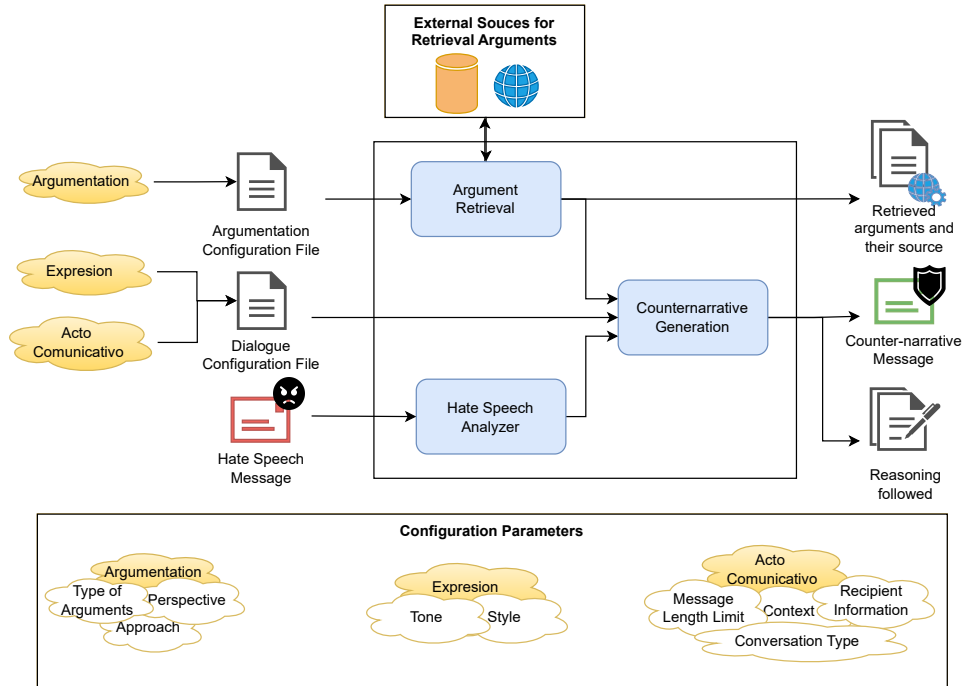 External Souces for
Retrieval Arguments
Argumentation
Argumentation
Configuration File
Argument
Retrieval
Retrieved
arguments and
their source
Expresion
Acto
Comunicativo
Dialogue
Configuration File
Counternarrative
Generation
Counter-narrative
Message
Hate Speech
Message
Hate Speech
Analyzer
Reasoning
followed
Configuration Parameters
Argumentation
Type of
Arguments
Perspective
Approach
Expresion
Tone
Style
Acto
Comunicativo
Message
Length Limit
Context
Recipient
Information
Conversation Type